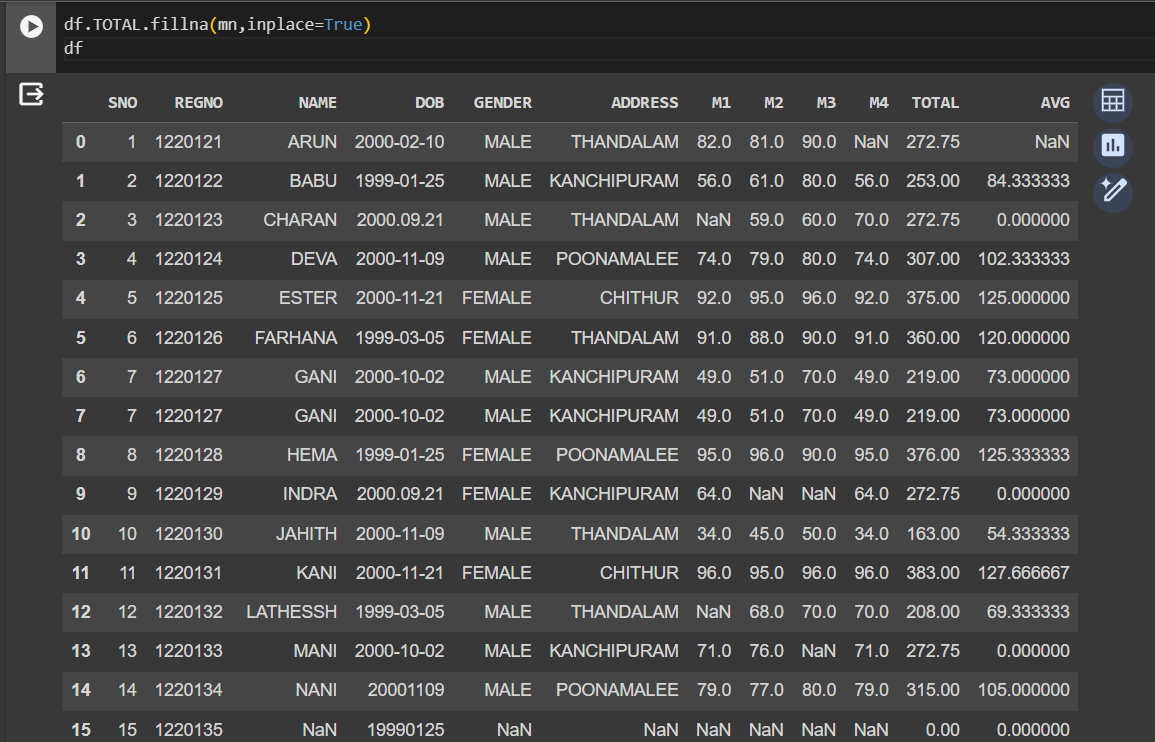 df.TOTAL.fillna(mn,inplace=True)
df
SNO REGNO NAME DOB GENDER ADDRESS M1 M2 M3 M4 TOTAL AVG
0 1 1220121 ARUN 2000-02-10 MALE THANDALAM 82.0 81.0 90.0 NaN 272.75 NaN
1 2 1220122 BABU 1999-01-25 MALE KANCHIPURAM 56.0 61.0 80.0 56.0 253.00 84.333333
2 3 1220123 CHARAN 2000.09.21 MALE THANDALAM NaN 59.0 60.0 70.0 272.75 0.000000
3 4 1220124 DEVA 2000-11-09 MALE POONAMALEE 74.0 79.0 80.0 74.0 307.00 102.333333
4 5 1220125 ESTER 2000-11-21 FEMALE CHITHUR 92.0 95.0 96.0 92.0 375.00 125.000000
5 6 1220126 FARHANA 1999-03-05 FEMALE THANDALAM 91.0 88.0 90.0 91.0 360.00 120.000000
6 7 1220127 GANI 2000-10-02 MALE KANCHIPURAM 49.0 51.0 70.0 49.0 219.00 73.000000
7 7 1220127 GANI 2000-10-02 MALE KANCHIPURAM 49.0 51.0 70.0 49.0 219.00 73.000000
8 8 1220128 HEMA 1999-01-25 FEMALE POONAMALEE 95.0 96.0 90.0 95.0 376.00 125.333333
9 9 1220129 INDRA 2000.09.21 FEMALE KANCHIPURAM 64.0 NaN NaN 64.0 272.75 0.000000
10 10 1220130 JAHITH 2000-11-09 MALE THANDALAM 34.0 45.0 50.0 34.0 163.00 54.333333
11 11 1220131 KANI 2000-11-21 FEMALE CHITHUR 96.0 95.0 96.0 96.0 383.00 127.666667
12 12 1220132 LATHESSH 1999-03-05 MALE THANDALAM NaN 68.0 70.0 70.0 208.00 69.333333
13 13 1220133 MANI 2000-10-02 MALE KANCHIPURAM 71.0 76.0 NaN 71.0 272.75 0.000000
14 14 1220134 NANI 20001109 MALE POONAMALEE 79.0 77.0 80.0 79.0 315.00 105.000000
15 15 1220135 NaN 19990125 NaN NaN NaN NaN NaN NaN 0.00 0.000000